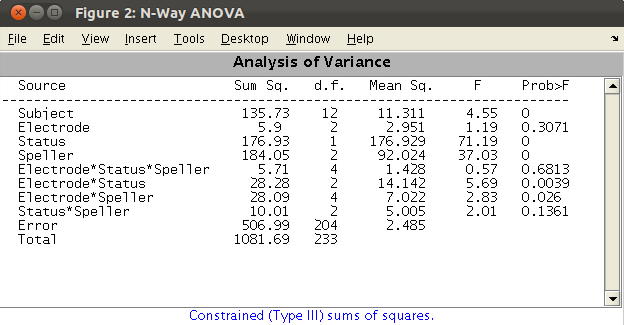 Figure 2: N-Way ANOVA
File Edit View Insert Tools Desktop Window Help
Analysis of Variance
Source Sum Sq. d.f. Mean Sq. F Prob>F
Subject 135.73 12 11.311 4.55 0
Electrode 5.9 2 2.951 1.19 0.3071
Status 176.93 1 176.929 71.19 0
Speller 184.05 2 92.024 37.03 0
Electrode*Status*Speller 5.71 4 1.428 0.57 0.6813
Electrode*Status 28.28 2 14.142 5.69 0.0039
Electrode*Speller 28.09 4 7.022 2.83 0.026
Status*Speller 10.01 2 5.005 2.01 0.1361
Error 506.99 204 2.485
Total 1081.69 233
Constrained (Type III) sums of squares.